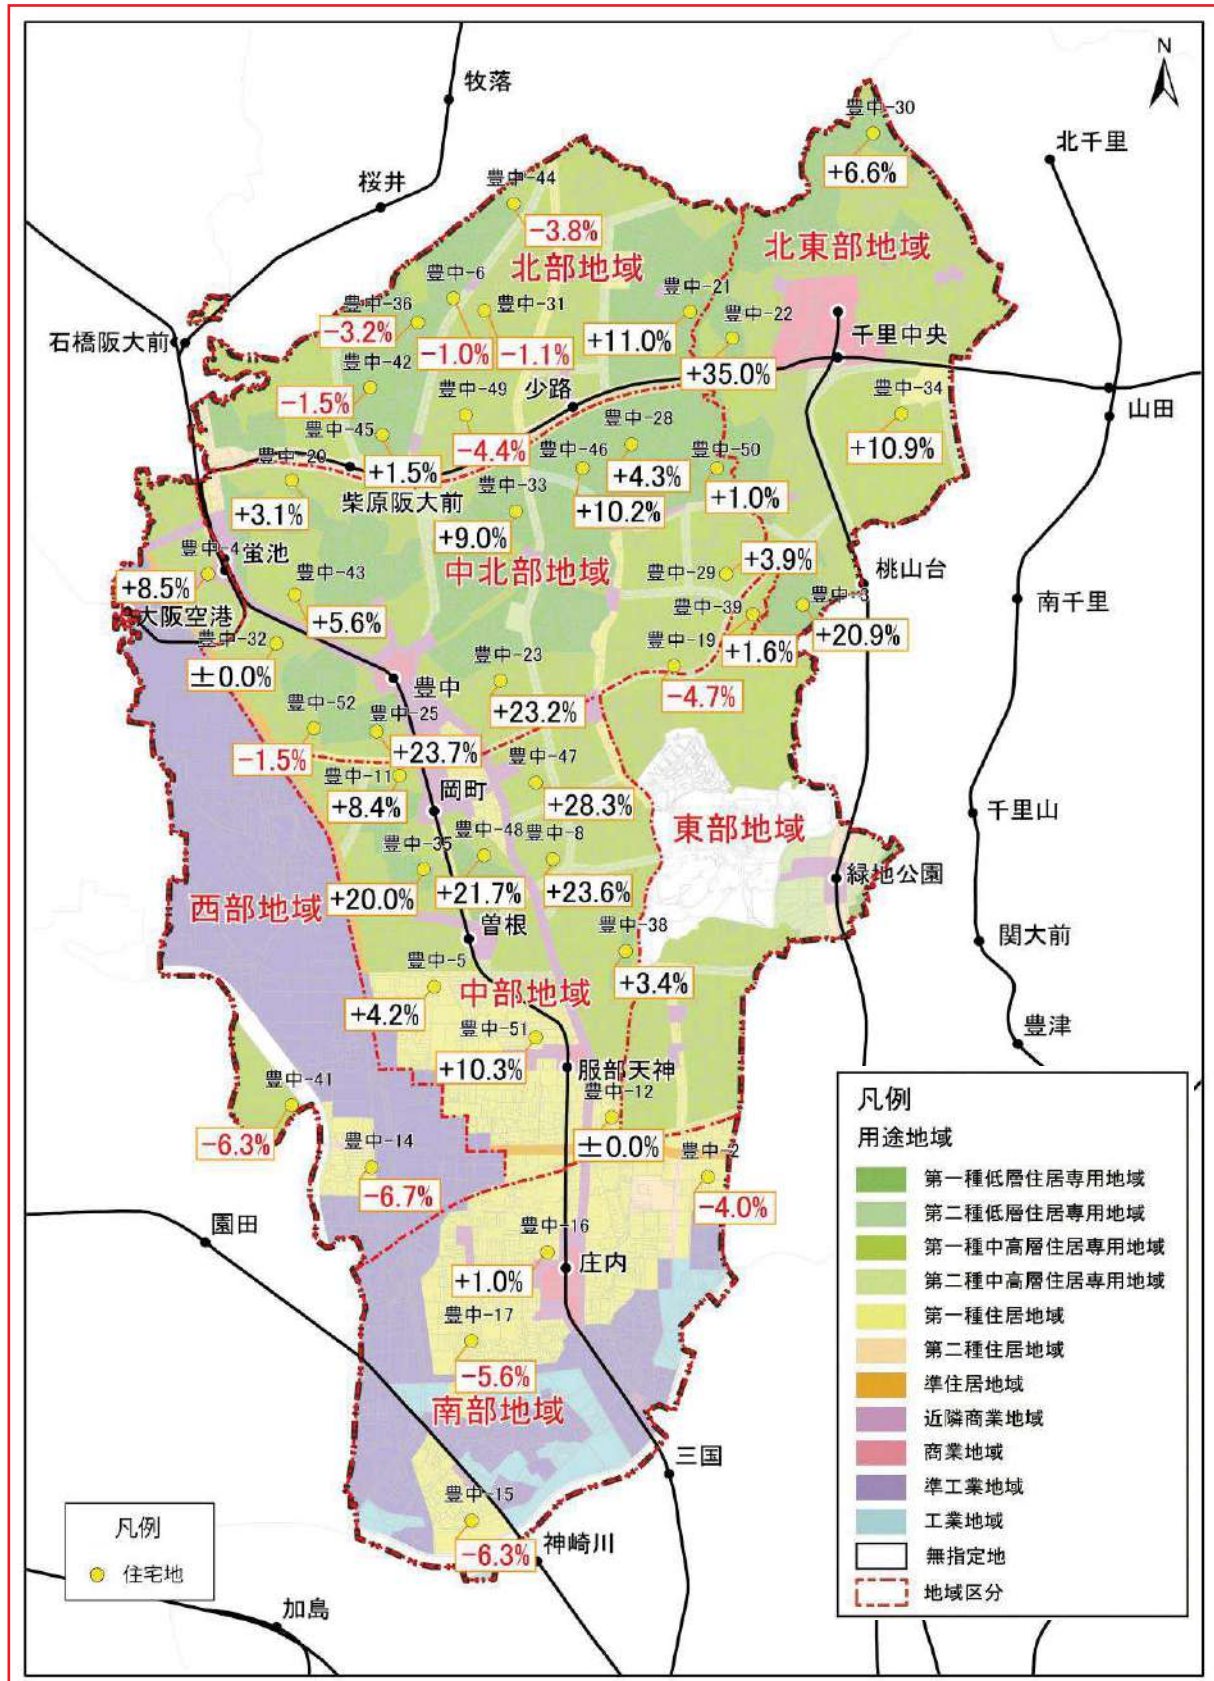 N
牧落
豊中-30
北千里
+6.6%
桜井
豊中-44
-3.8%
北東部地域
北部地域
豊中-6
豊中-31
豊中-21
豊中-36
豊中-22
石橋阪大前
-3.2%
+11.0%
千里中央
-1.0%
-1.1%
豊中-42
+35.0%
豊中-49
少路
豊中-34
-1.5%
山田
豊中-45
豊中-28
-4.4%
+10.9%
豊中-46
豊中-50
豊中-20
+1.5%
+4.3%
柴原阪大前
豊中-33
+1.0%
+3.1%
+10.2%
+9.0%
豊中-4
蛍池
+3.9%
中北部地域
豊中-43
豊中-29
桃山台
+8.5%
豊中-3
南千里
大阪空港
豊中-39
+5.6%
豊中-32
豊中-19
+1.6%
+20.9%
±0.0%
豊中-23
豊中
-4.7%
豊中-52
豊中-25
+23.2%
-1.5%
+23.7%
豊中-11
豊中-47
岡町
+8.4%
+28.3%
千里山
東部地域
豊中-48
豊中-8
豊中-35
緑地公園
+20.0%
+21.7%
+23.6%
西部地域
曽根
豊中-38
関大前
豊中-5
+3.4%
中部地域
+4.2%
豊中-51
豊津
+10.3%
服部天神
豊中-41
豊中-12
-6.3%
豊中-14
±0.0%
豊中-2
-6.7%
-4.0%
園田
豊中-16
庄内
+1.0%
豊中-17
-5.6%
南部地域
三国
豊中-15
-6.3%
神崎川
加島
凡例
住宅地
凡例
用途地域
第一種低層住居専用地域
第二種低層住居専用地域
第一種中高層住居専用地域
第二種中高層住居専用地域
第一種住居地域
第二種住居地域
準住居地域
近隣商業地域
商業地域
準工業地域
工業地域
無指定地
地域区分